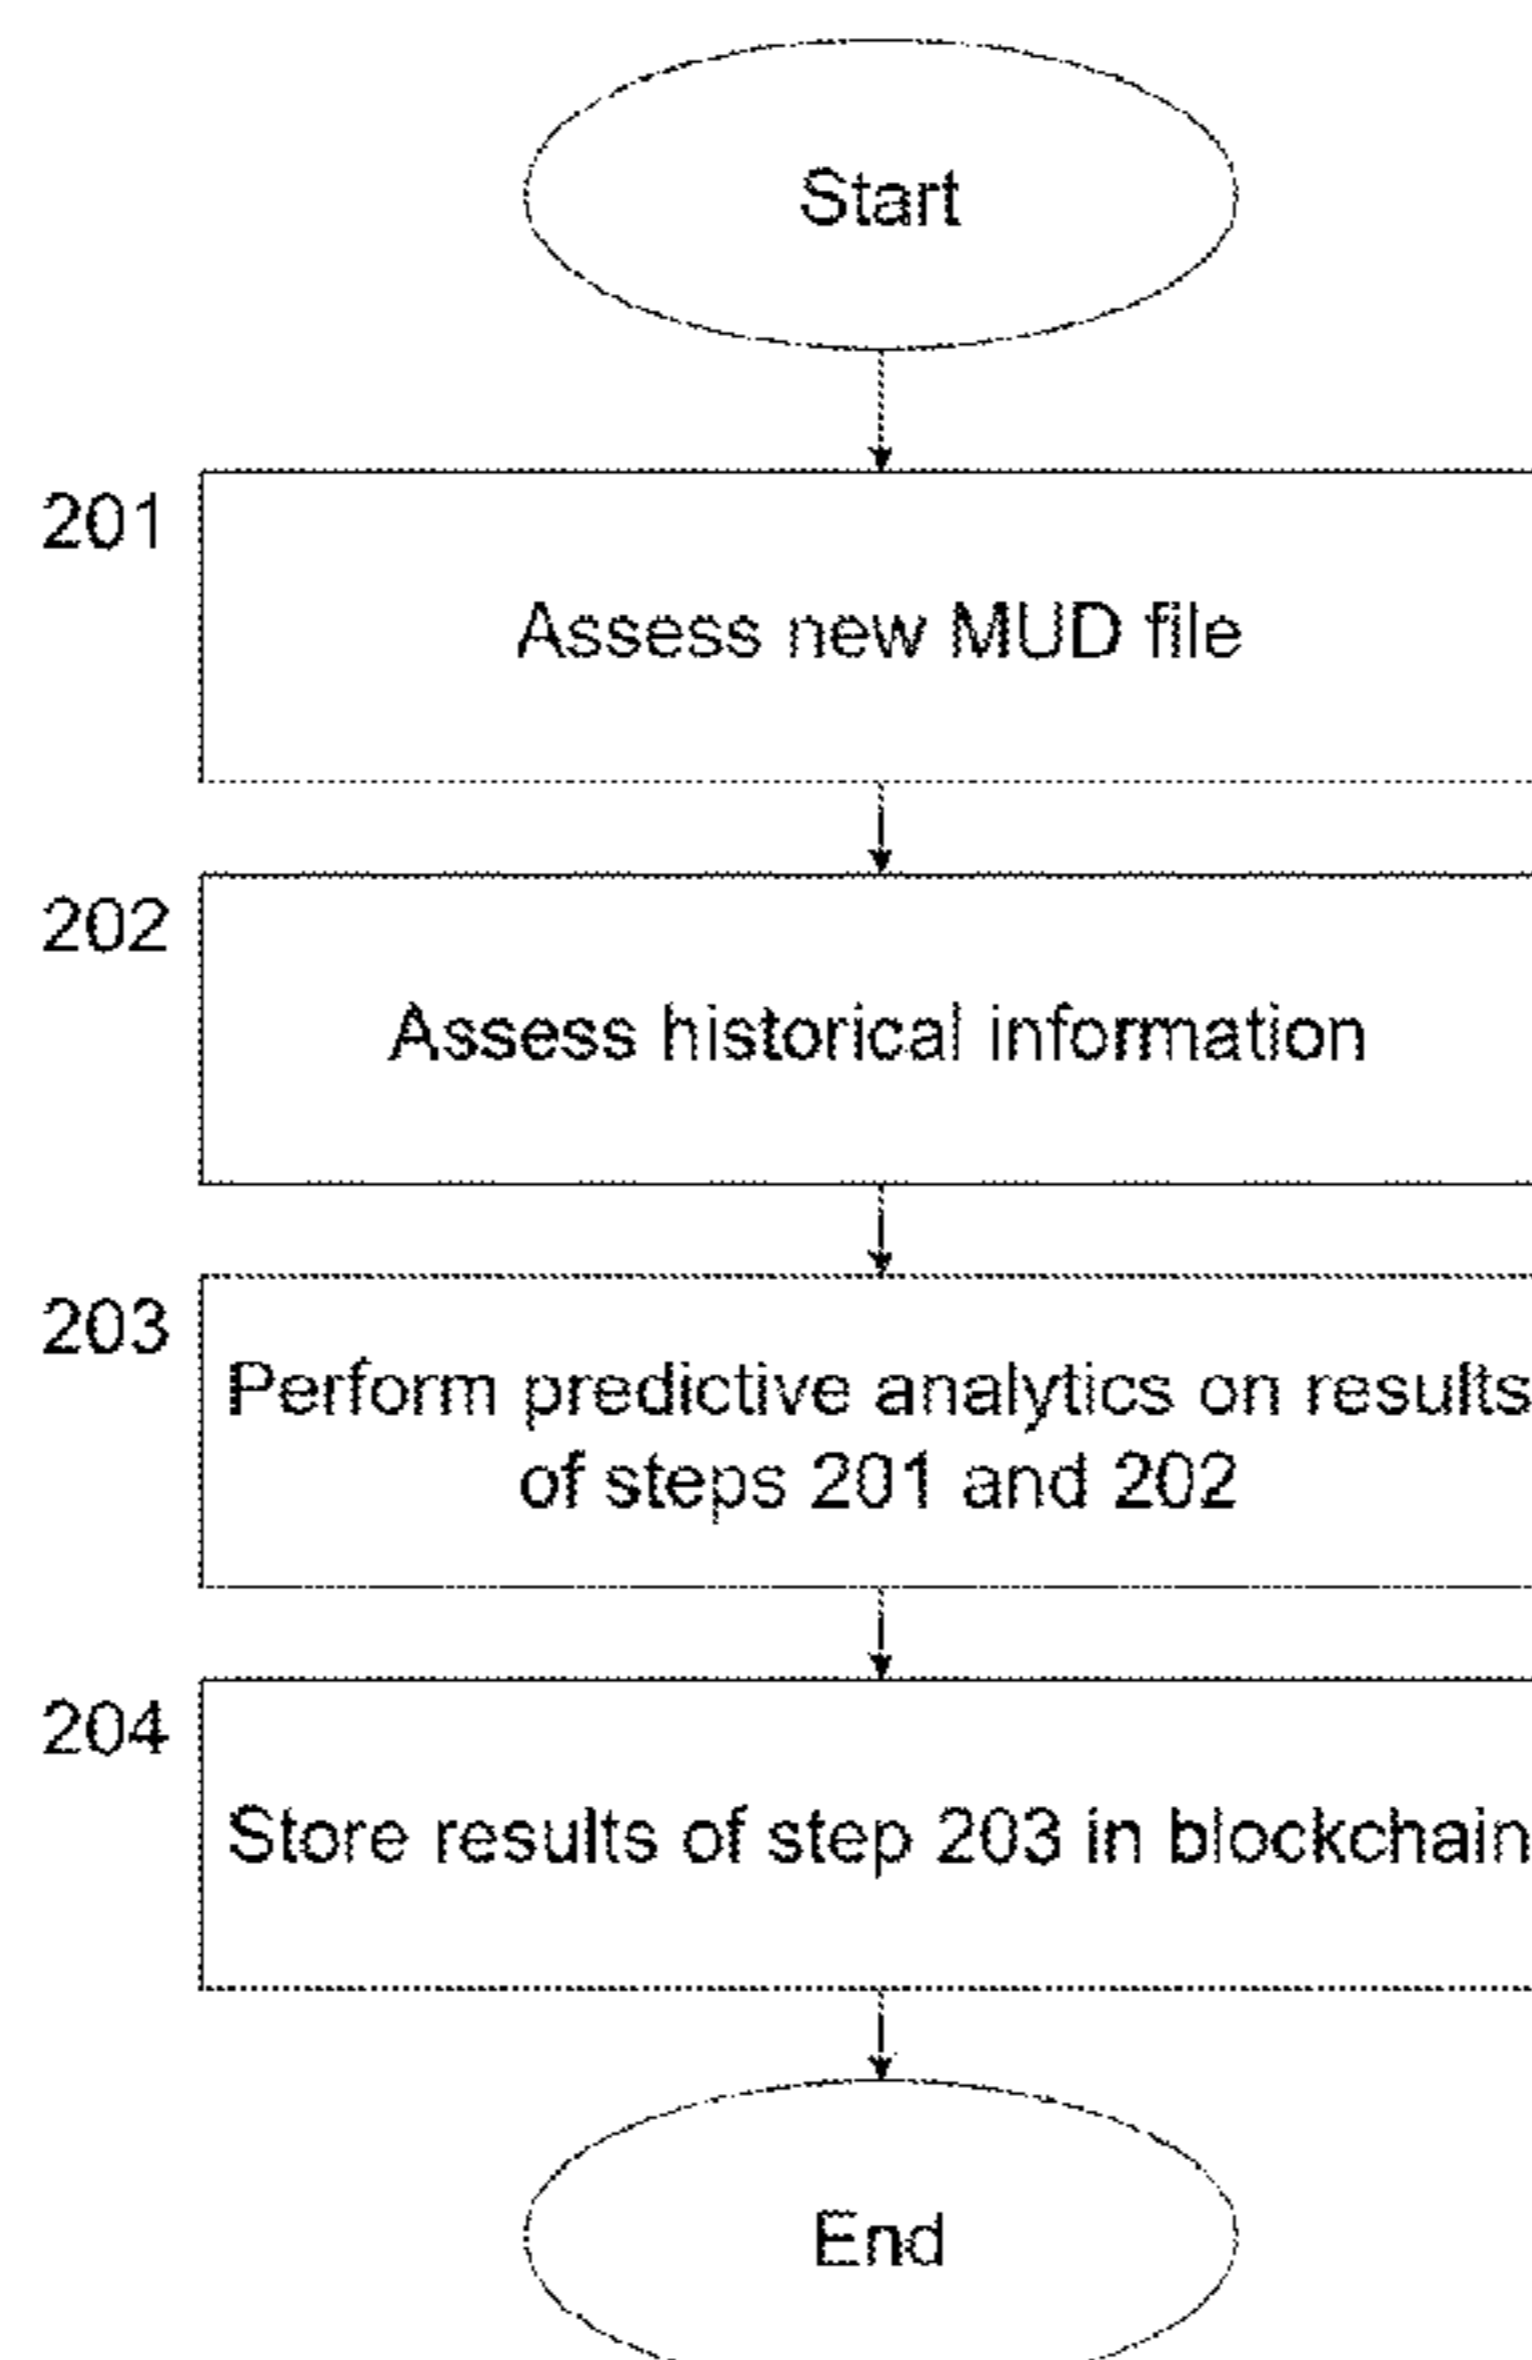 Start
201
Assess new MUD file
202
Assess historical information
203
Perform predictive analytics on results
of steps 201 and 202
204
Store results of step 203 in blockchain
End